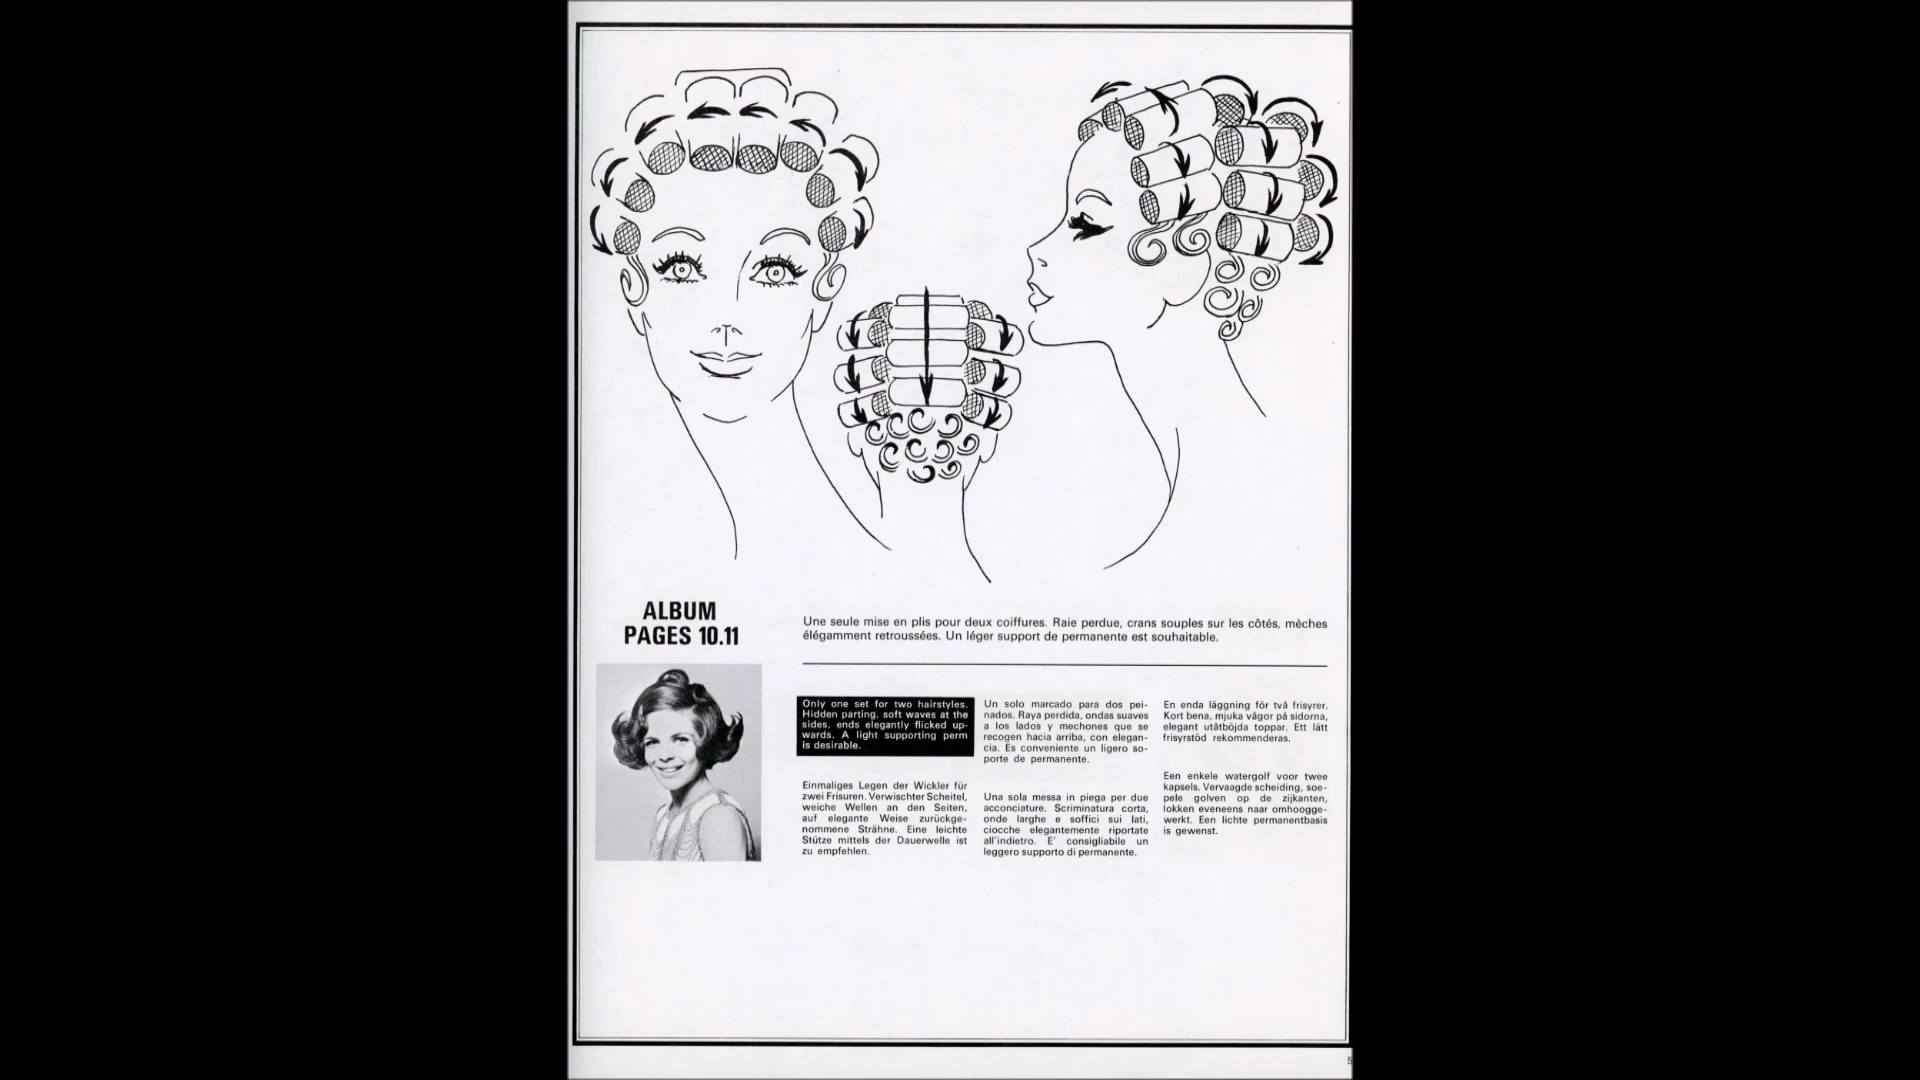 ALBUM
PAGES 10.11
Une seule mise en plis pour deux coiffures. Raie perdue, crans souples sur les côtés, mèches
élégamment retroussées. Un léger support de permanente est souhaitable.
Only one set for two hairstyles.
Hidden parting, soft waves at the
sides, ends elegantly flicked up-
wards. A light supporting perm
is desirable.
Einmaliges Legen der Wickler für
zwei Frisuren. Verwischter Scheitel,
weiche Wellen an den Seiten,
auf elegante Weise zurückge-
nommene Strähne. Eine leichte
Stütze mittels der Dauerwelle ist
zu empfehlen.
Un solo marcado para dos pei-
nados. Raya perdida, ondas suaves
a los lados y mechones que se
recogen hacia arriba, con elegan-
cia. Es conveniente un ligero so-
porte de permanente.
Una sola messa in piega per due
acconciature. Scriminatura corta,
onde larghe e soffici sui lati,
ciocche elegantemente riportate
all'indietro. E' consigliabile un
leggero supporto di permanente.
En enda läggning för två frisyrer.
Kort bena, mjuka vågor på sidorna,
elegant utåtböjda toppar. Ett lätt
frisyrstöd rekommenderas.
Een enkele watergolf voor twee
kapsels. Vervaagde scheiding, soe-
pele golven op de zijkanten,
lokken eveneens naar omhoogge-
werkt. Een lichte permanentbasis
is gewenst.
5